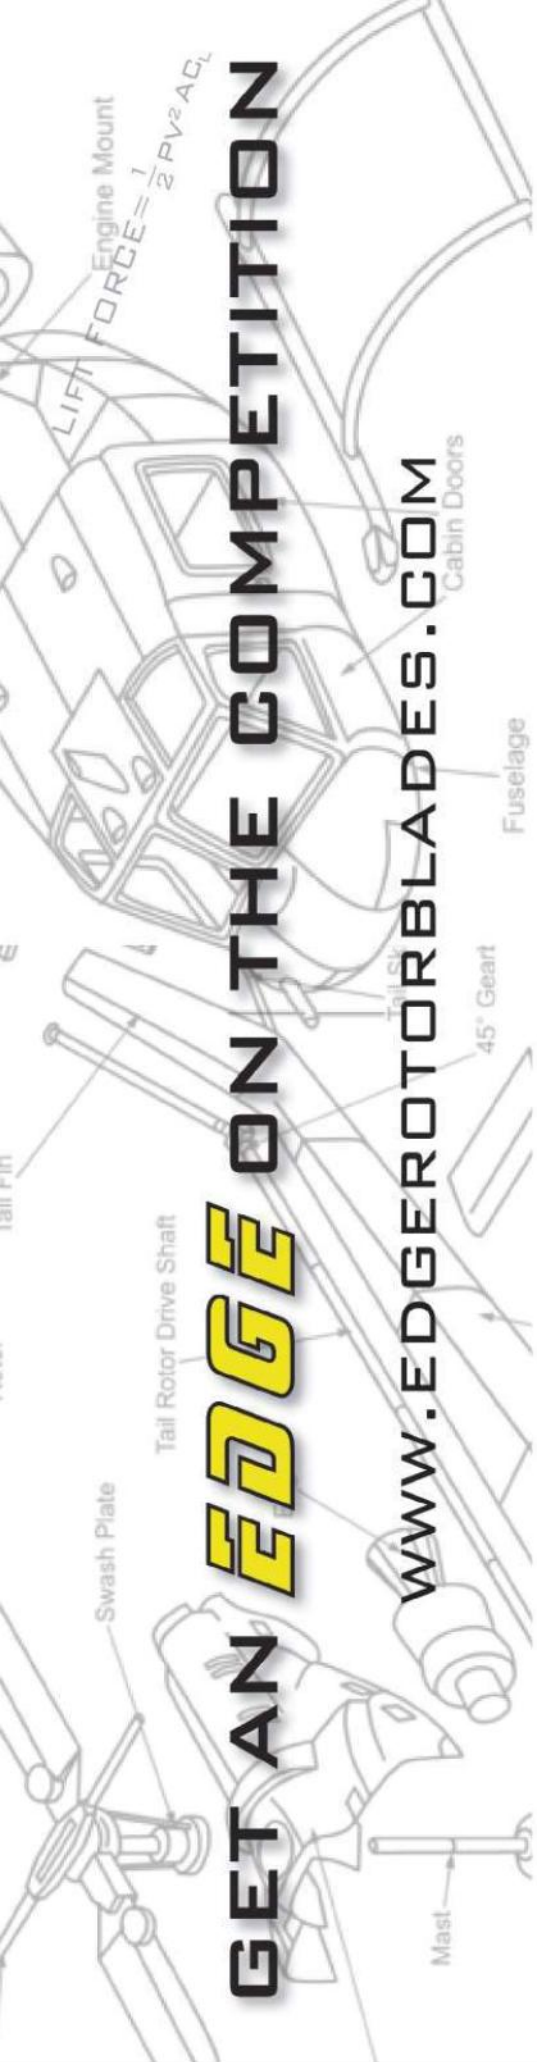 GET AN EDGE ON THE COMPETITION
WWW.EDGEROTORBLADES.COM
LIFT FORCE = 1/2 PV² ACL
Engine Mount
Cabin Doors
Fuselage
45° Geart
Tail Fin
Tail Rotor Drive Shaft
Swash Plate
Mast